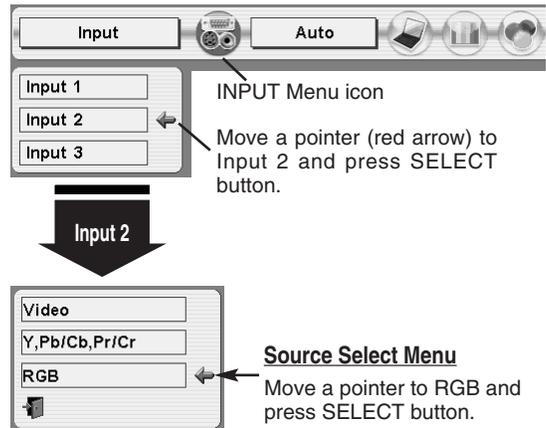 Input
Auto
Input 1
Input 2
Input 3
INPUT Menu icon
Move a pointer (red arrow) to
Input 2 and press SELECT
button.
Input 2
Video
Y,Pb/Cb,Pr/Cr
RGB
Source Select Menu
Move a pointer to RGB and
press SELECT button.